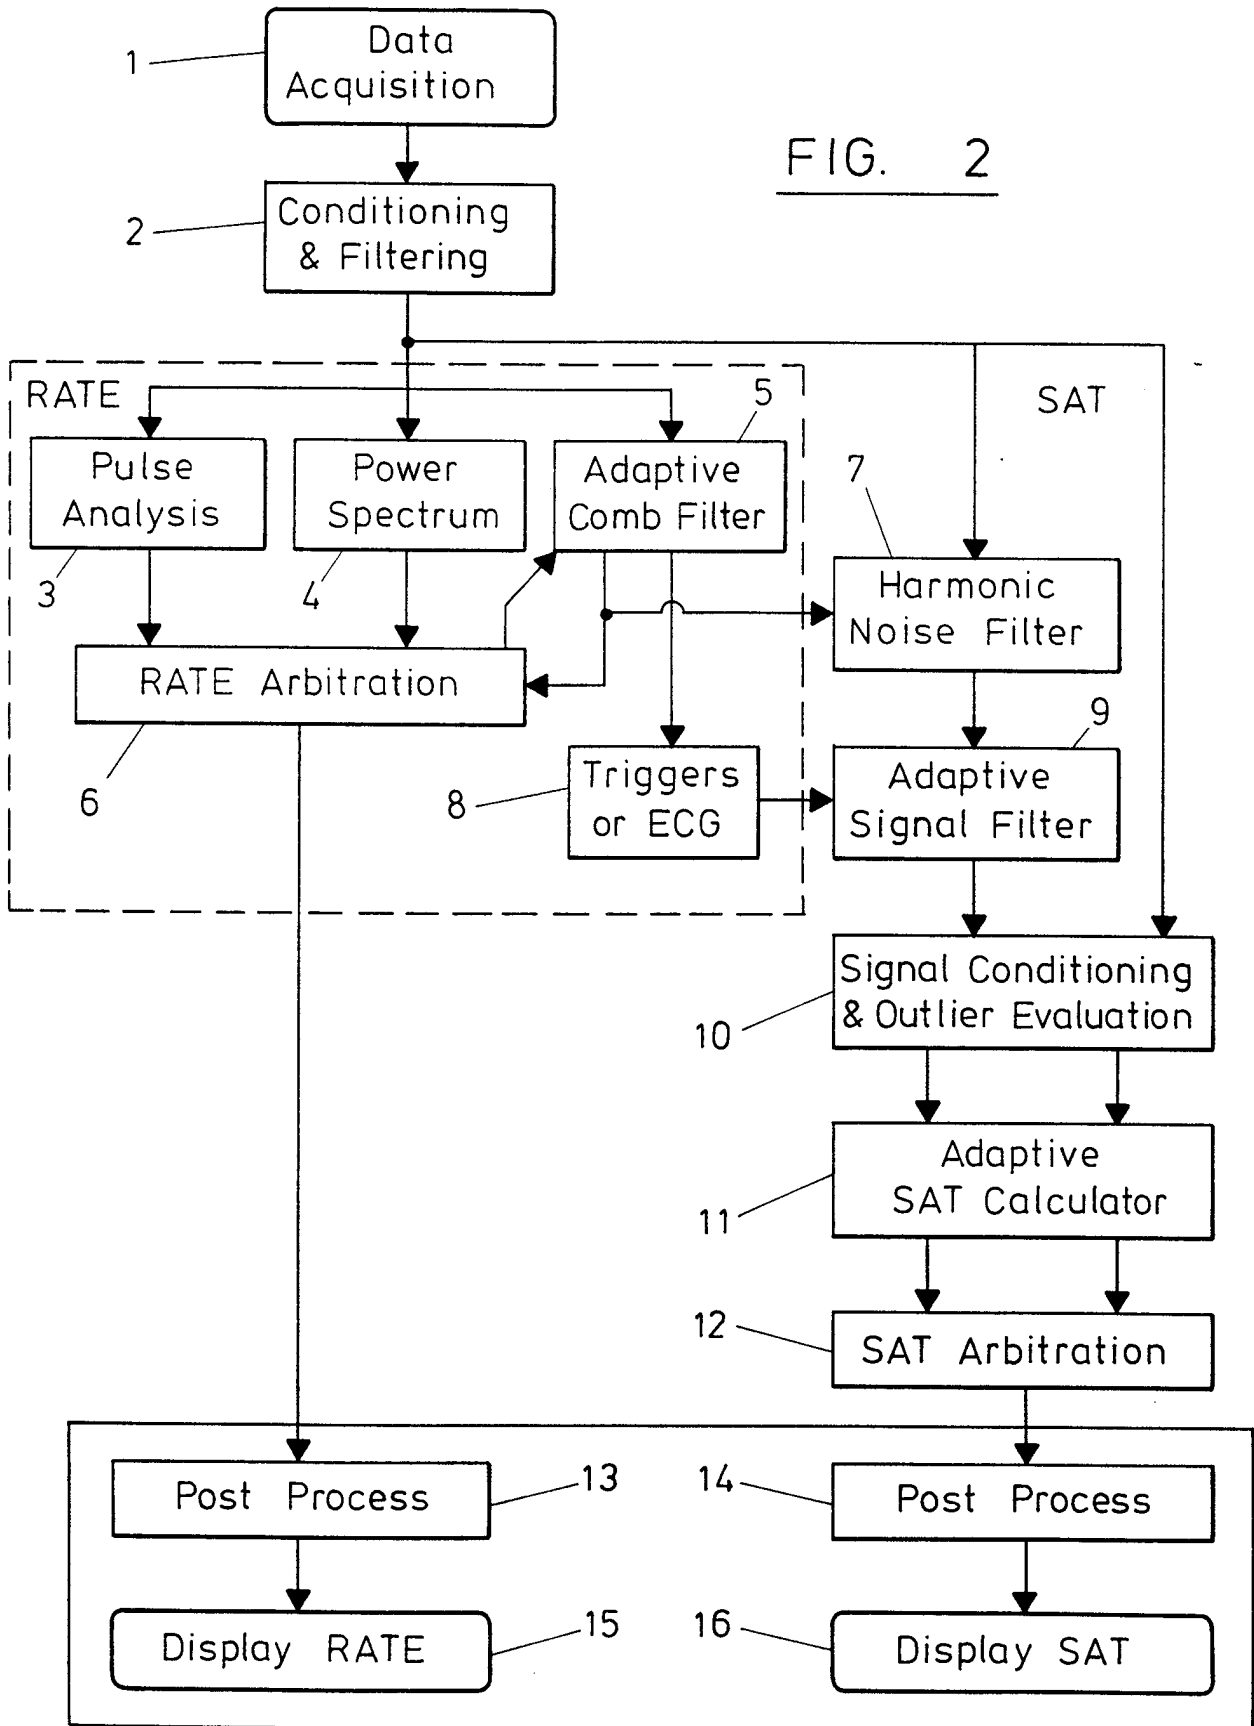 1
Data
Acquisition
FIG. 2
2
Conditioning
& Filtering
RATE
SAT
Pulse
Analysis
3
Power
Spectrum
4
5
Adaptive
Comb Filter
7
Harmonic
Noise Filter
RATE Arbitration
6
8
Triggers
or ECG
9
Adaptive
Signal Filter
10
Signal Conditioning
& Outlier Evaluation
11
Adaptive
SAT Calculator
12
SAT Arbitration
Post Process
13
14
Post Process
Display RATE
15
16
Display SAT